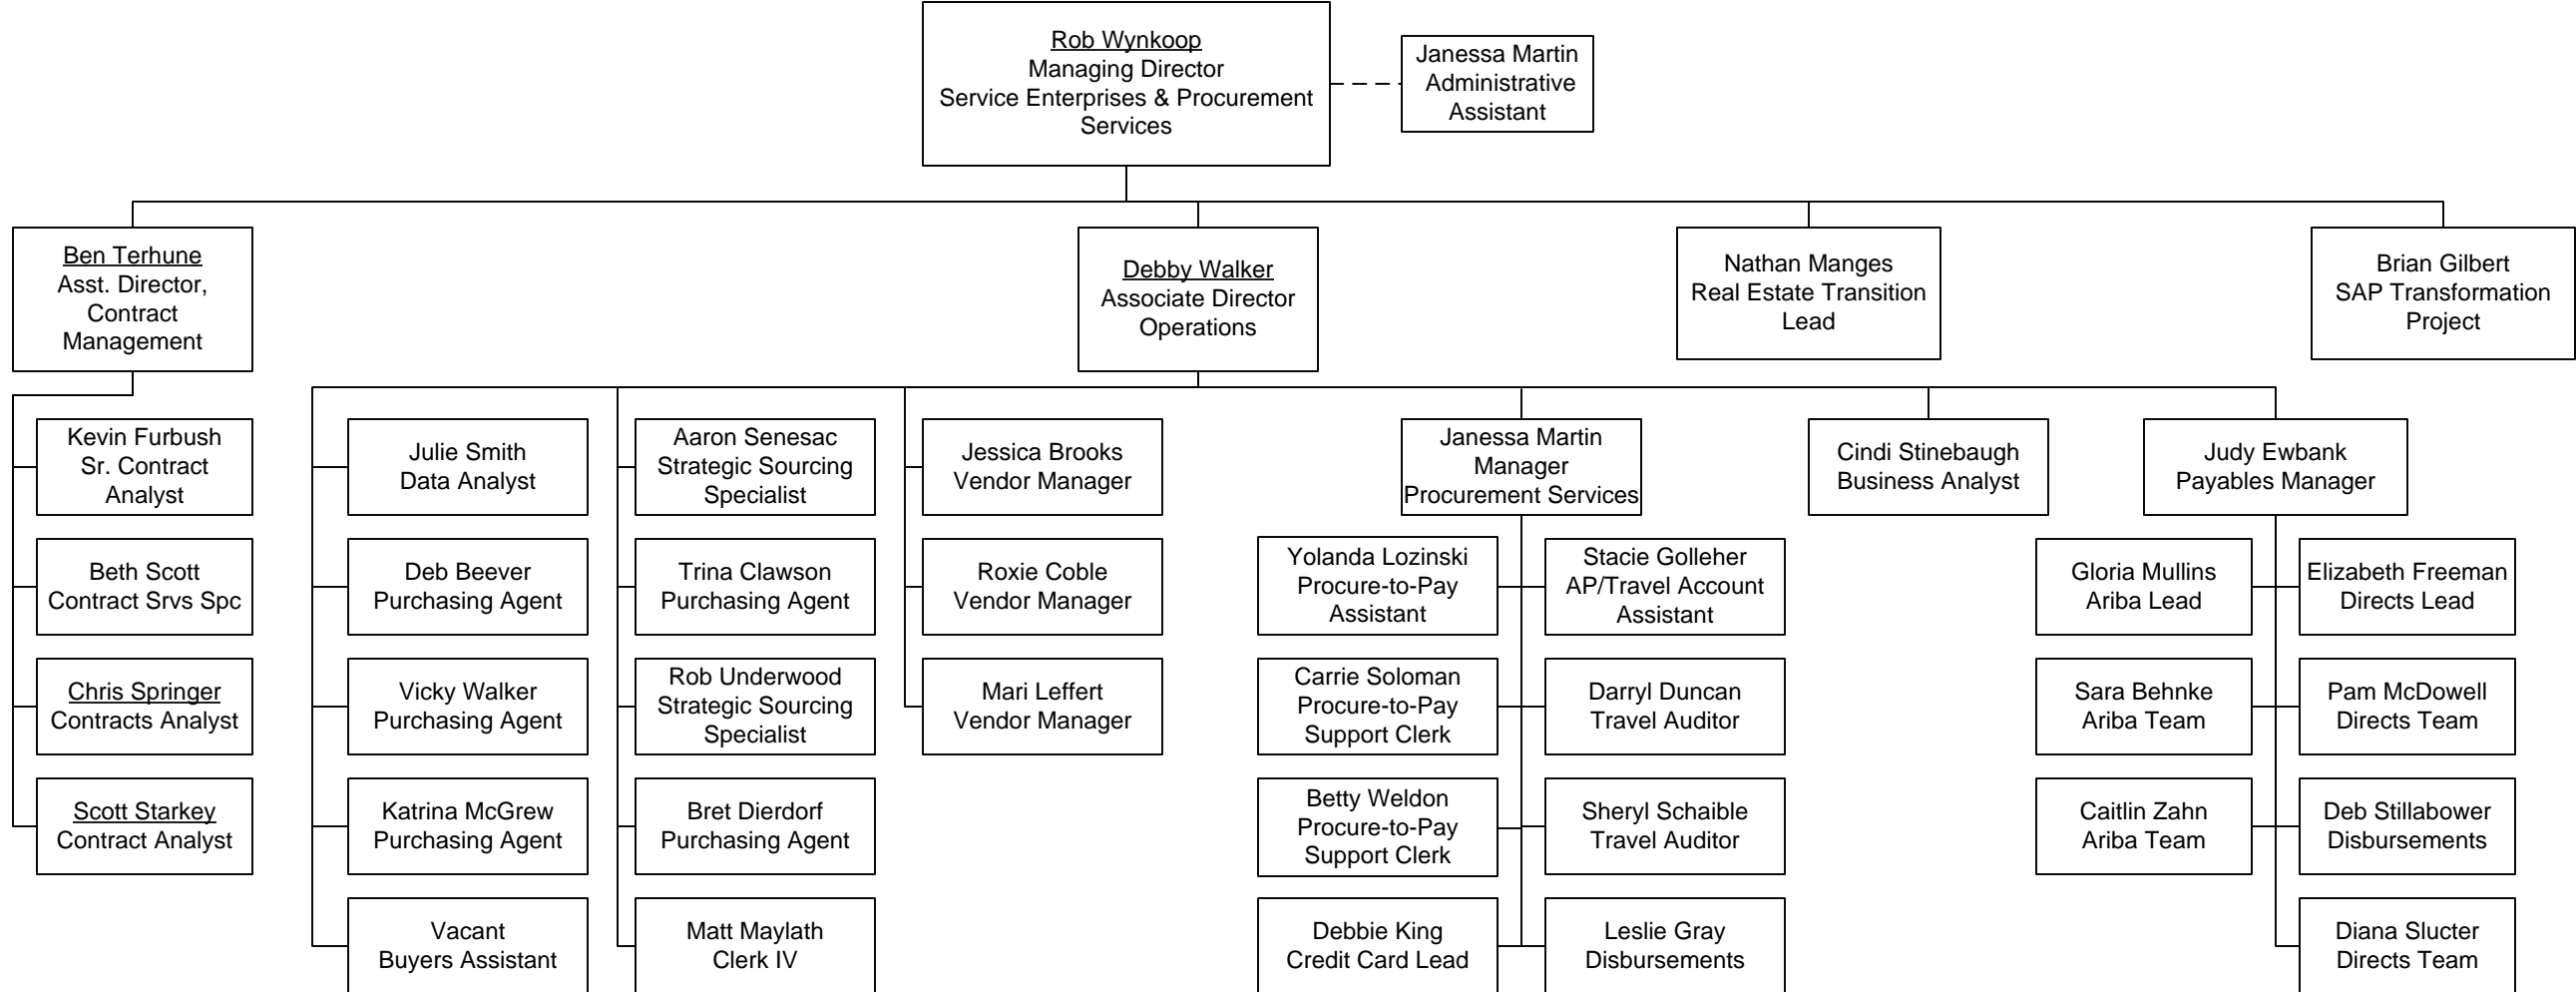 Rob Wynkoop
Managing Director
Service Enterprises & Procurement
Services
Janessa Martin
Administrative
Assistant
Ben Terhune
Asst. Director,
Contract
Management
Debby Walker
Associate Director
Operations
Nathan Manges
Real Estate Transition
Lead
Brian Gilbert
SAP Transformation
Project
Kevin Furbush
Sr. Contract
Analyst
Beth Scott
Contract Srvs Spc
Chris Springer
Contracts Analyst
Scott Starkey
Contract Analyst
Julie Smith
Data Analyst
Deb Beever
Purchasing Agent
Vicky Walker
Purchasing Agent
Katrina McGrew
Purchasing Agent
Vacant
Buyers Assistant
Aaron Senesac
Strategic Sourcing
Specialist
Trina Clawson
Purchasing Agent
Rob Underwood
Strategic Sourcing
Specialist
Bret Dierdorf
Purchasing Agent
Matt Maylath
Clerk IV
Jessica Brooks
Vendor Manager
Roxie Coble
Vendor Manager
Mari Leffert
Vendor Manager
Janessa Martin
Manager
Procurement Services
Yolanda Lozinski
Procure-to-Pay
Assistant
Carrie Soloman
Procure-to-Pay
Support Clerk
Betty Weldon
Procure-to-Pay
Support Clerk
Debbie King
Credit Card Lead
Stacie Golleher
AP/Travel Account
Assistant
Darryl Duncan
Travel Auditor
Sheryl Schaible
Travel Auditor
Leslie Gray
Disbursements
Cindi Stinebaugh
Business Analyst
Judy Ewbank
Payables Manager
Gloria Mullins
Ariba Lead
Sara Behnke
Ariba Team
Caitlin Zahn
Ariba Team
Elizabeth Freeman
Directs Lead
Pam McDowell
Directs Team
Deb Stillabower
Disbursements
Diana Slucter
Directs Team